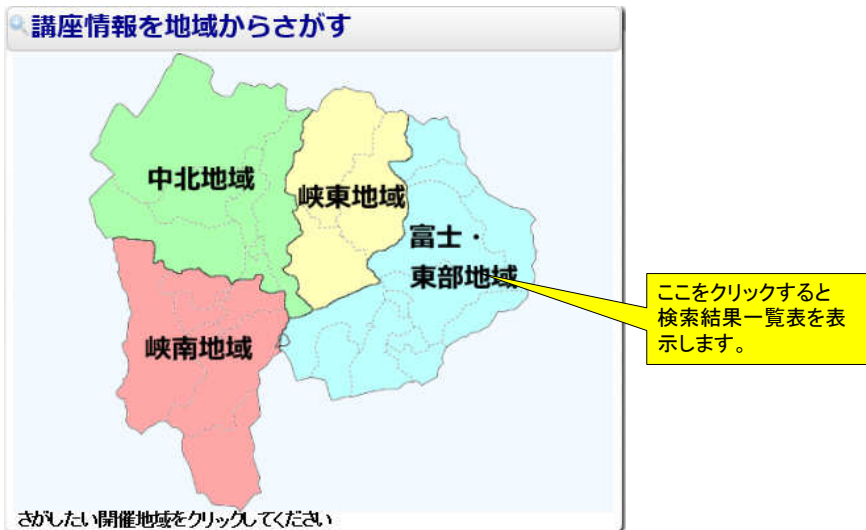 講座情報を地域からさがす
中北地域
峡東地域
富士・
東部地域
峡南地域
ここをクリックすると
検索結果一覧表を表
示します。
さがしたい開催地域をクリックしてください